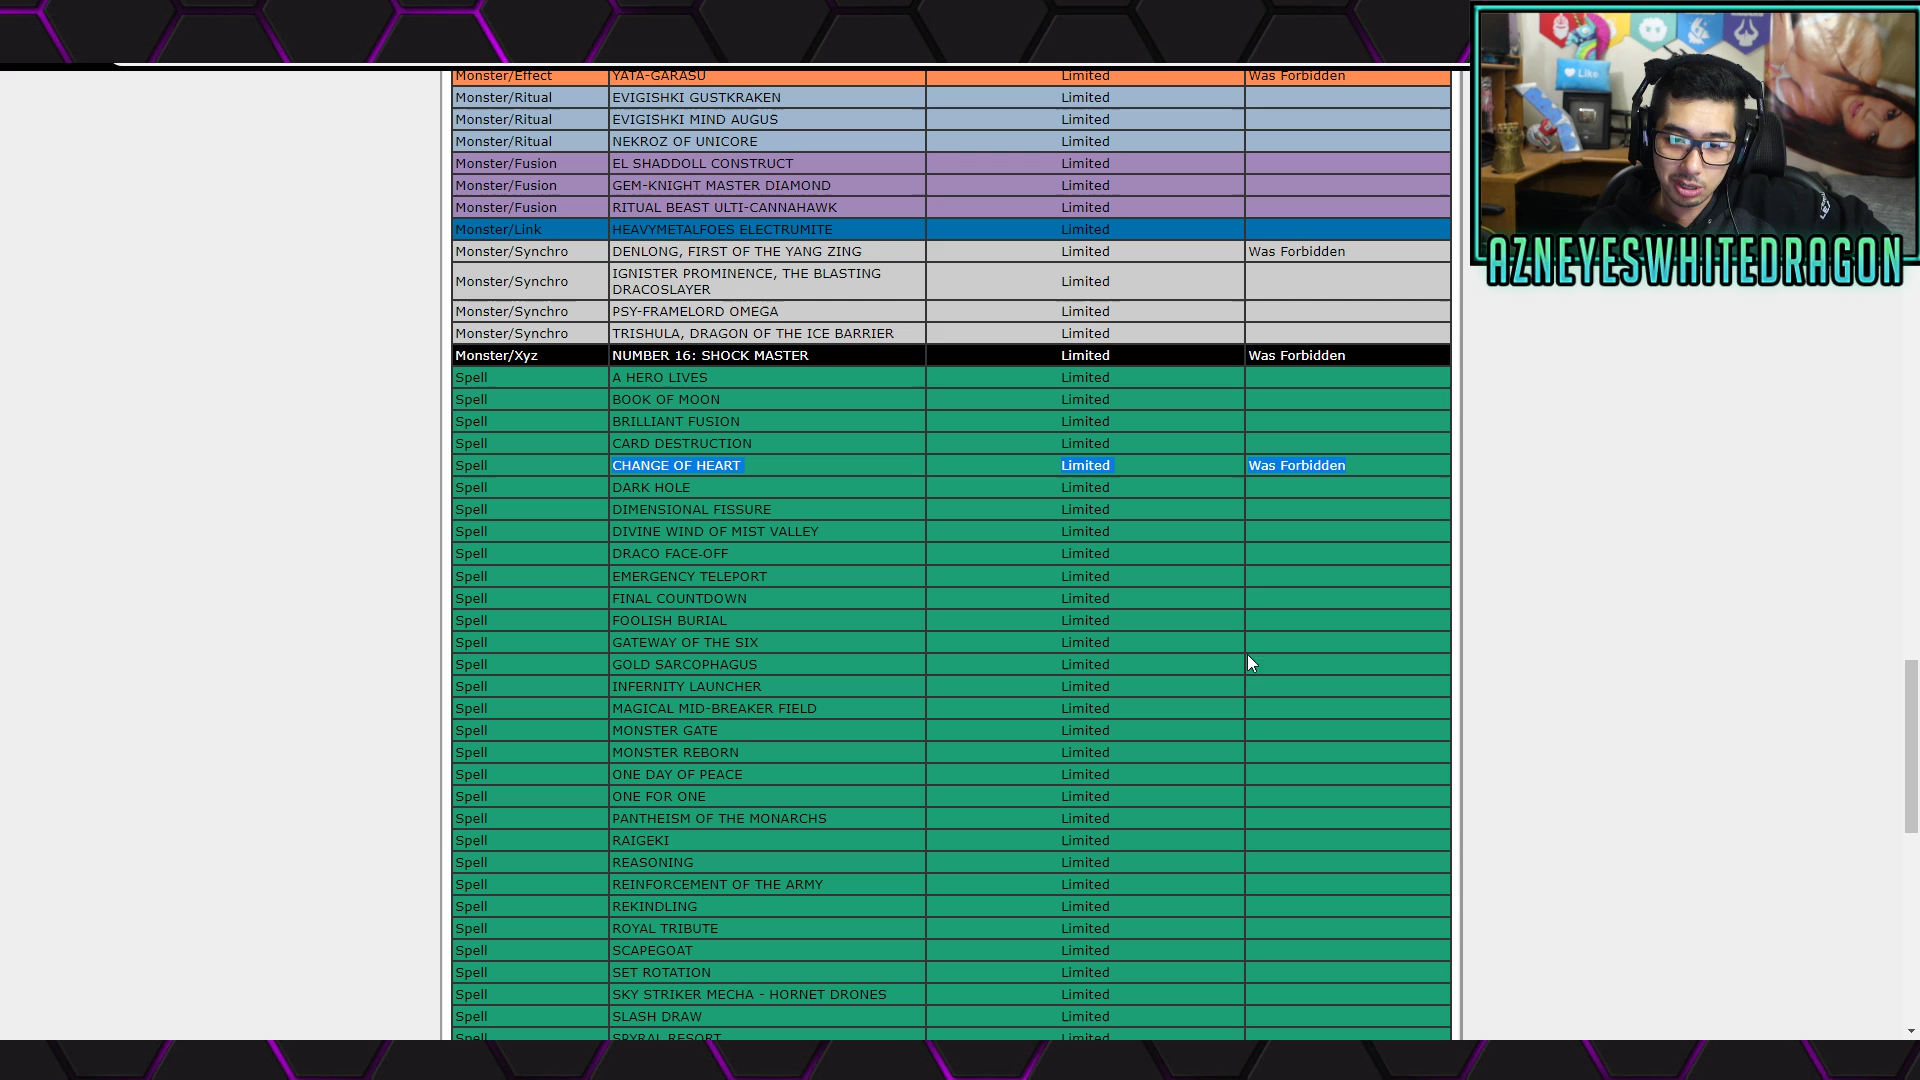 Monster/Effect YATA-GARASU Limited Was Forbidden
Monster/Ritual EVIGISHKI GUSTKRAKEN Limited
Monster/Ritual EVIGISHKI MIND AUGUS Limited
Monster/Ritual NEKROZ OF UNICORE Limited
Monster/Fusion EL SHADDOLL CONSTRUCT Limited
Monster/Fusion GEM-KNIGHT MASTER DIAMOND Limited
Monster/Fusion RITUAL BEAST ULTI-CANNAHAWK Limited
Monster/Link HEAVYMETALFOES ELECTRUMITE Limited
Monster/Synchro DENLONG, FIRST OF THE YANG ZING Limited Was Forbidden
Monster/Synchro IGNISTER PROMINENCE, THE BLASTING
DRACOSLAYER Limited
Monster/Synchro PSY-FRAMELORD OMEGA Limited
Monster/Synchro TRISHULA, DRAGON OF THE ICE BARRIER Limited
Monster/Xyz NUMBER 16: SHOCK MASTER Limited Was Forbidden
Spell A HERO LIVES Limited
Spell BOOK OF MOON Limited
Spell BRILLIANT FUSION Limited
Spell CARD DESTRUCTION Limited
Spell CHANGE OF HEART Limited Was Forbidden
Spell DARK HOLE Limited
Spell DIMENSIONAL FISSURE Limited
Spell DIVINE WIND OF MIST VALLEY Limited
Spell DRACO FACE-OFF Limited
Spell EMERGENCY TELEPORT Limited
Spell FINAL COUNTDOWN Limited
Spell FOOLISH BURIAL Limited
Spell GATEWAY OF THE SIX Limited
Spell GOLD SARCOPHAGUS Limited
Spell INFERNITY LAUNCHER Limited
Spell MAGICAL MID-BREAKER FIELD Limited
Spell MONSTER GATE Limited
Spell MONSTER REBORN Limited
Spell ONE DAY OF PEACE Limited
Spell ONE FOR ONE Limited
Spell PANTHEISM OF THE MONARCHS Limited
Spell RAIGEKI Limited
Spell REASONING Limited
Spell REINFORCEMENT OF THE ARMY Limited
Spell REKINDLING Limited
Spell ROYAL TRIBUTE Limited
Spell SCAPEGOAT Limited
Spell SET ROTATION Limited
Spell SKY STRIKER MECHA - HORNET DRONES Limited
Spell SLASH DRAW Limited
Spell SPYRAL RESORT Limited
Like
AZNEYESWHITEDRAGON